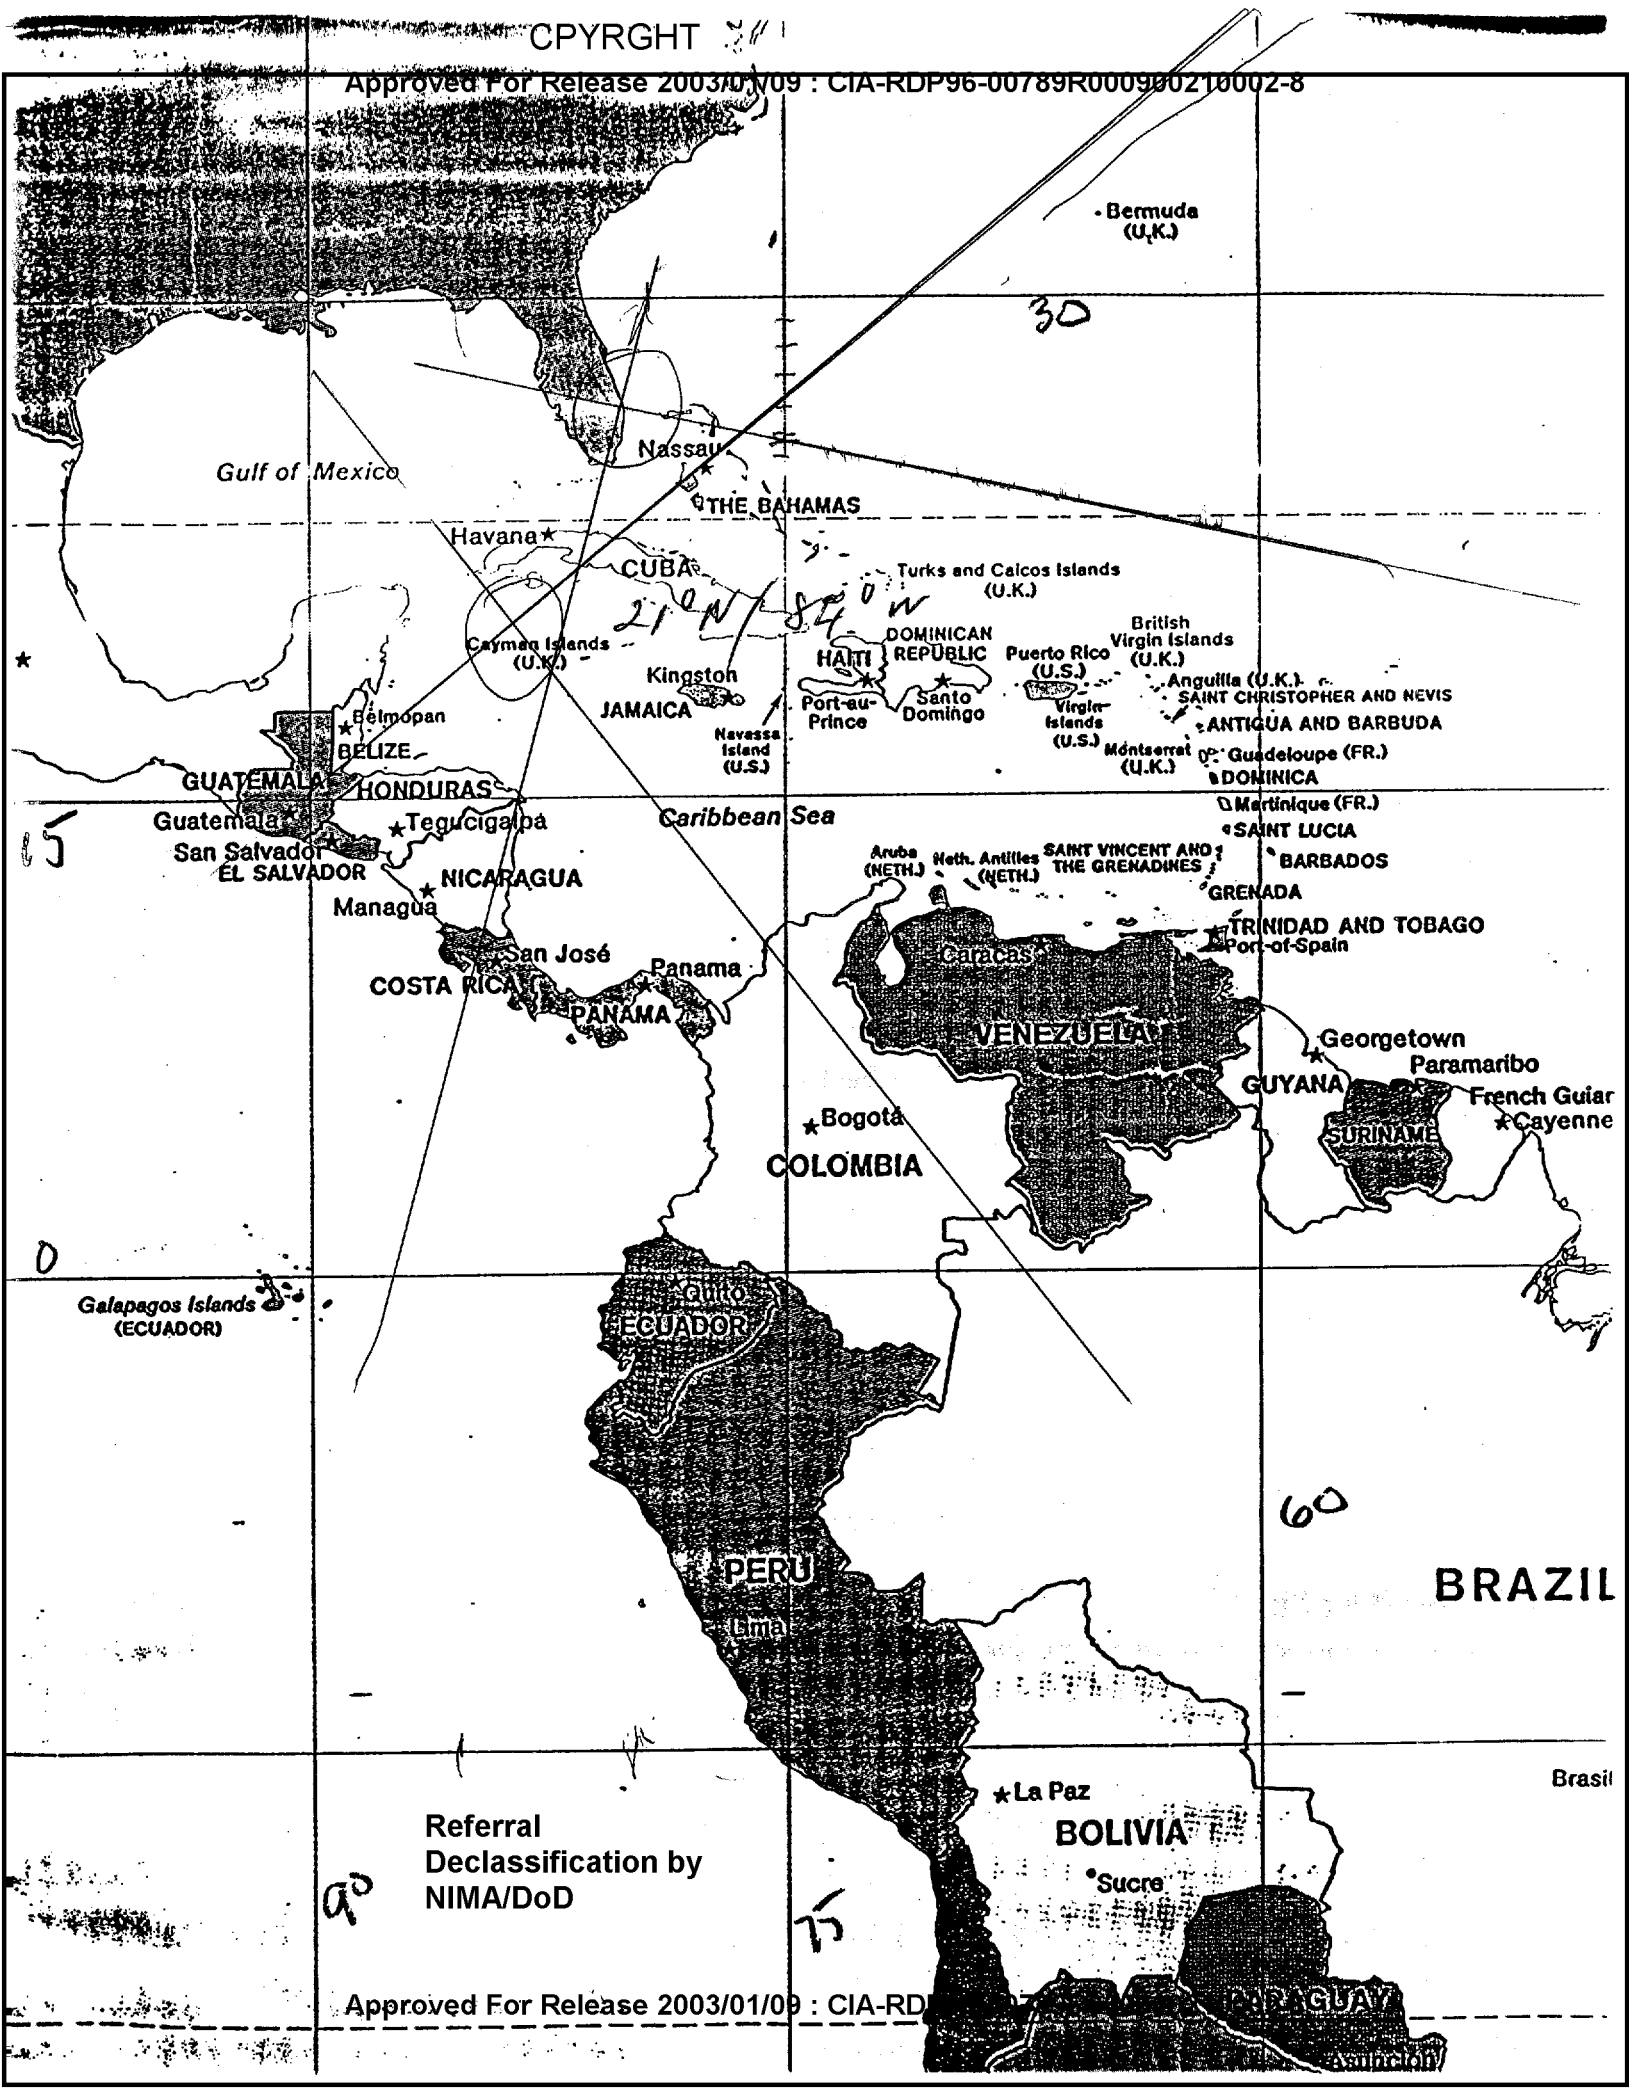 CPYRGHT
Approved For Release 2003/01/09 : CIA-RDP96-00789R000900210002-8
Bermuda
(U.K.)
30
Nassau
Gulf of Mexico
THE BAHAMAS
Havana
CUBA
Turks and Caicos Islands
(U.K.)
21°N/84°W
Cayman Islands
(U.K.)
DOMINICAN
REPUBLIC
HAITI
British
Virgin Islands
(U.K.)
Puerto Rico
(U.S.)
Kingston
JAMAICA
Port-au-
Prince
Santo
Domingo
Virgin
Islands
(U.S.)
Anguilla (U.K.)
SAINT CHRISTOPHER AND NEVIS
ANTIGUA AND BARBUDA
Navassa
Island
(U.S.)
Montserrat
(U.K.)
Guadeloupe (FR.)
DOMINICA
Belmopan
BELIZE
GUATEMALA
HONDURAS
Martinique (FR.)
Guatemala
Tegucigalpa
Caribbean Sea
SAINT LUCIA
15
San Salvador
EL SALVADOR
Aruba
(NETH.)
Neth. Antilles
(NETH.)
SAINT VINCENT AND
THE GRENADINES
BARBADOS
NICARAGUA
GRENADA
Managua
TRINIDAD AND TOBAGO
Port-of-Spain
San José
Caracas
COSTA RICA
Panama
PANAMA
VENEZUELA
Georgetown
Paramaribo
GUYANA
French Guian
Cayenne
SURINAME
Bogotá
COLOMBIA
0
Galapagos Islands
(ECUADOR)
Quito
ECUADOR
60
PERU
BRAZIL
Lima
La Paz
Brasil
BOLIVIA
Sucre
Referral
Declassification by
NIMA/DoD
90
75
PARAGUAY
Approved For Release 2003/01/09 : CIA-RD
Asunción